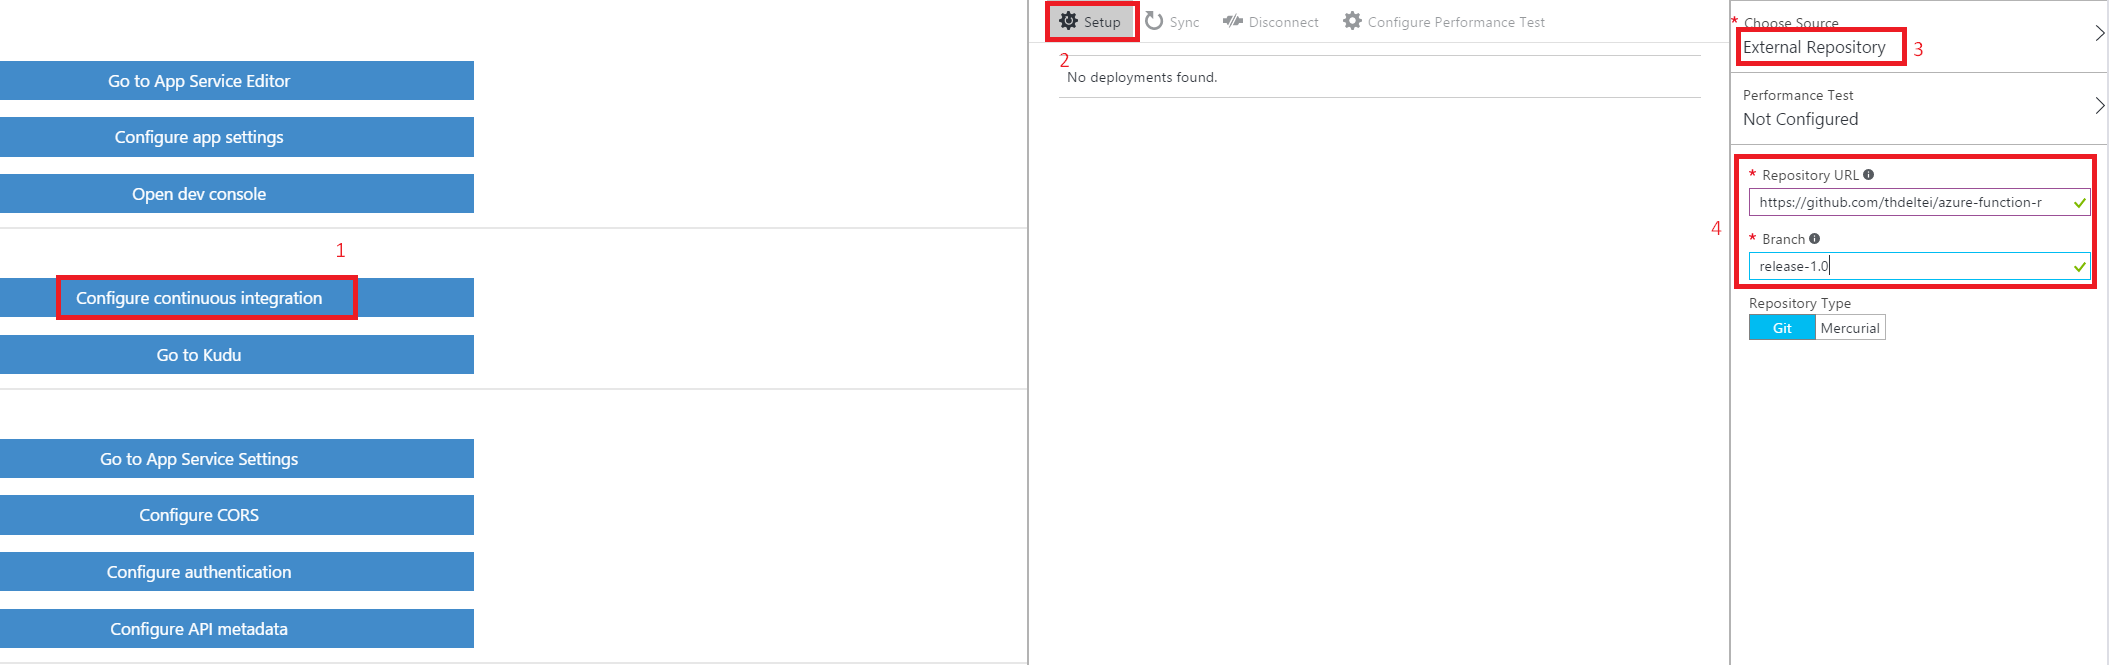 Go to App Service Editor
Configure app settings
Open dev console
1
Configure continuous integration
Go to Kudu
Go to App Service Settings
Configure CORS
Configure authentication
Configure API metadata
Setup Sync Disconnect Configure Performance Test
2
No deployments found.
* Choose Source
External Repository 3
Performance Test
Not Configured
* Repository URL
https://github.com/thdeltei/azure-function-r
4
* Branch
release-1.0
Repository Type
Git Mercurial